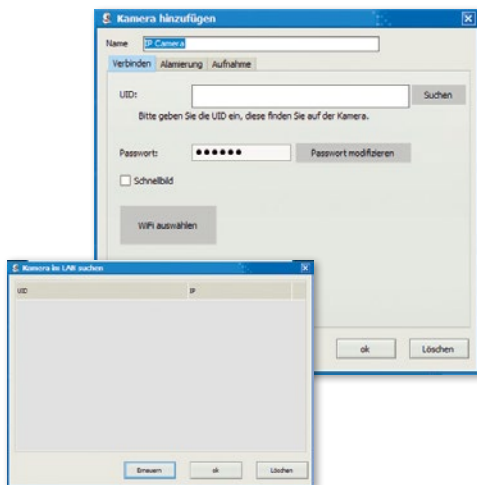 Kamera hinzufügen
Name IP Camera
Verbinden Alamierung Aufnahme
UID: Suchen
Bitte geben Sie die UID ein, diese finden Sie auf der Kamera.
Passwort: •••••• Passwort modifizieren
Schnellbild
WiFi auswählen
ok Löschen
Kamera im LAN suchen
UID IP
Erneuern ok Löschen